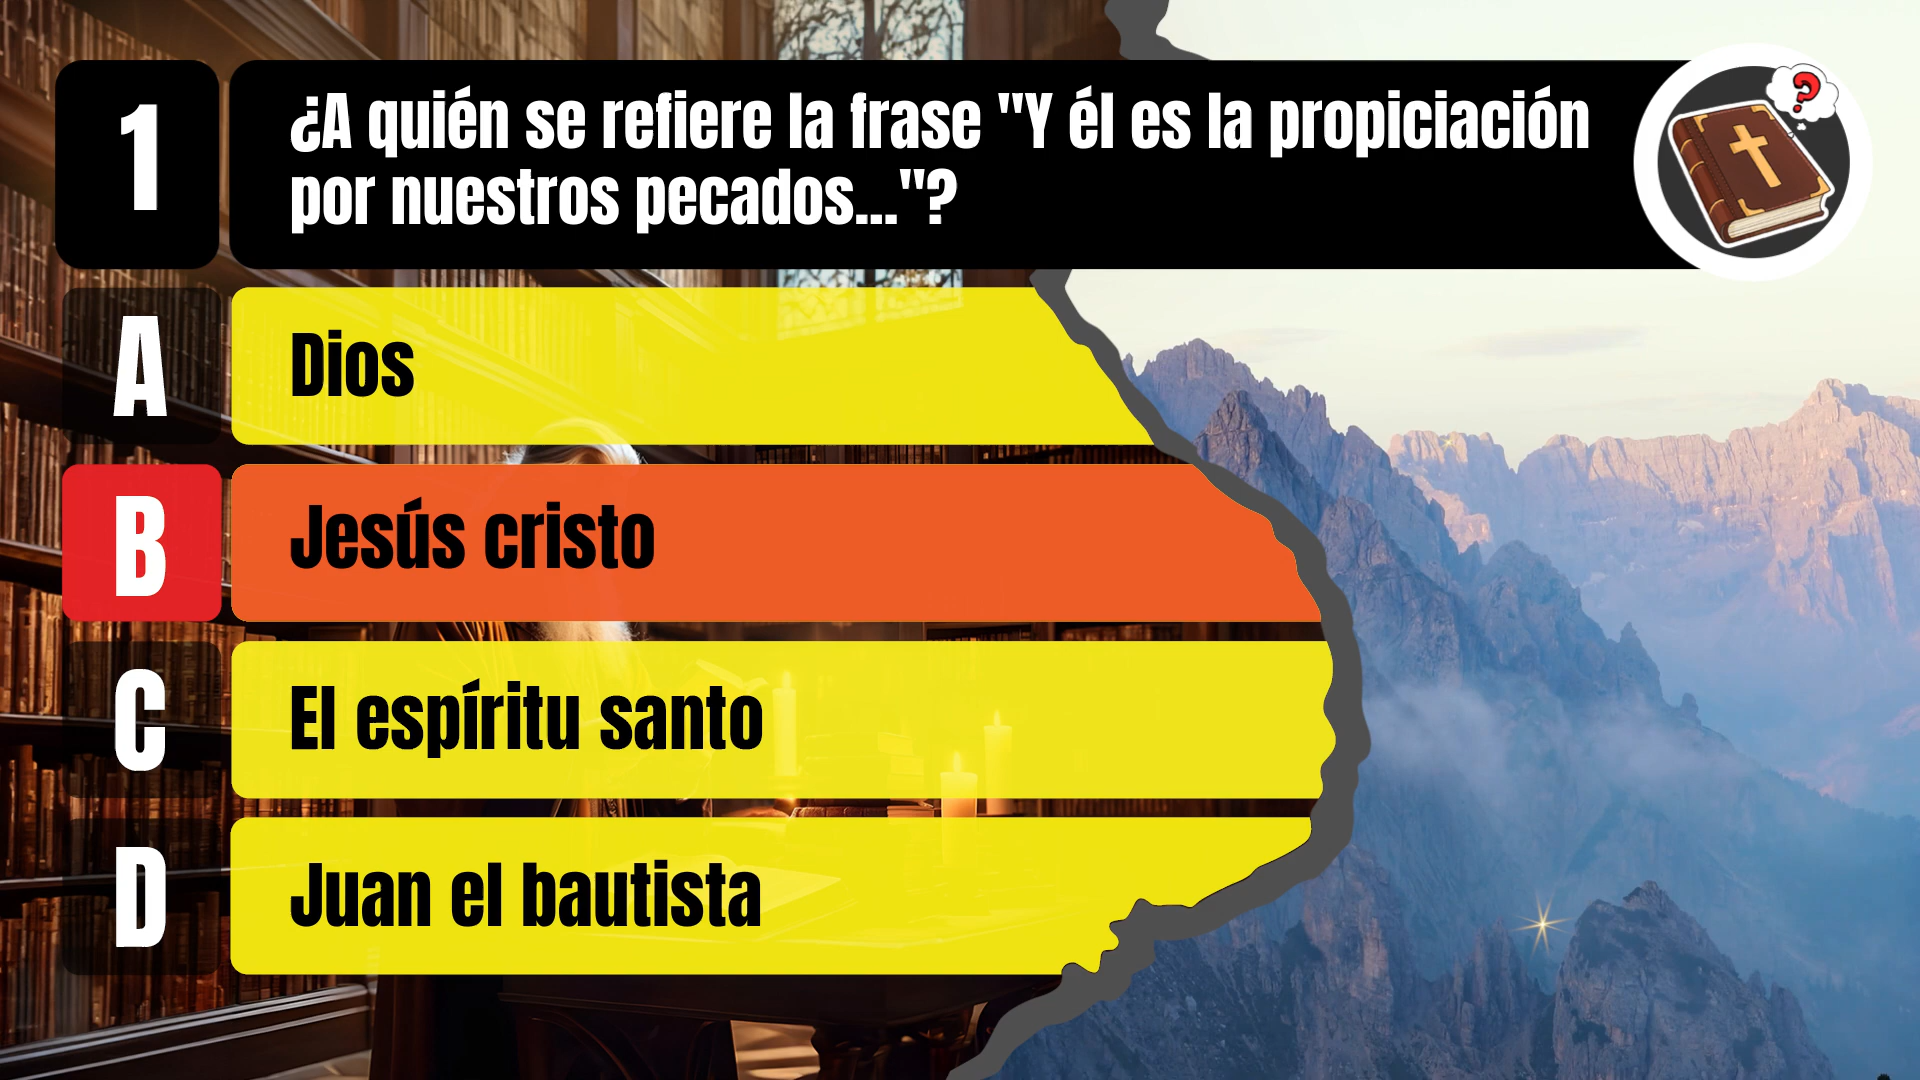 1
¿A quién se refiere la frase "Y él es la propiciación
por nuestros pecados..."?
A
Dios
B
Jesús cristo
C
El espíritu santo
D
Juan el bautista
?